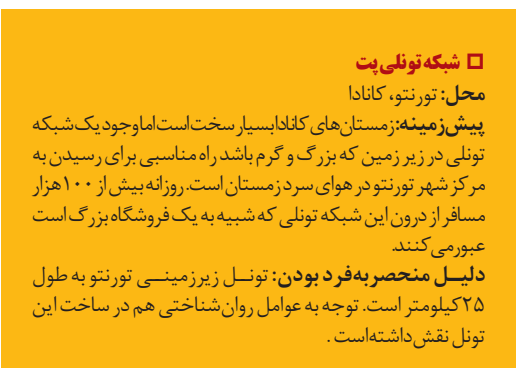 شبکه تونلی پت
محل: تورنتو، کانادا
پیش‌زمینه: زمستان‌های کانادا بسیار سخت است اما وجود یک شبکه
تونلی در زیر زمین که بزرگ و گرم باشد راه مناسبی برای رسیدن به
مرکز شهر تورنتو در هوای سرد زمستان است. روزانه بیش از ۱۰۰ هزار
مسافر از درون این شبکه تونلی که شبیه به یک فروشگاه بزرگ است
عبور می‌کنند.
دلیل منحصر به فرد بودن: تونل زیرزمینی تورنتو به طول
۲۵ کیلومتر است. توجه به عوامل روان‌شناختی هم در ساخت این
تونل نقش داشته است.